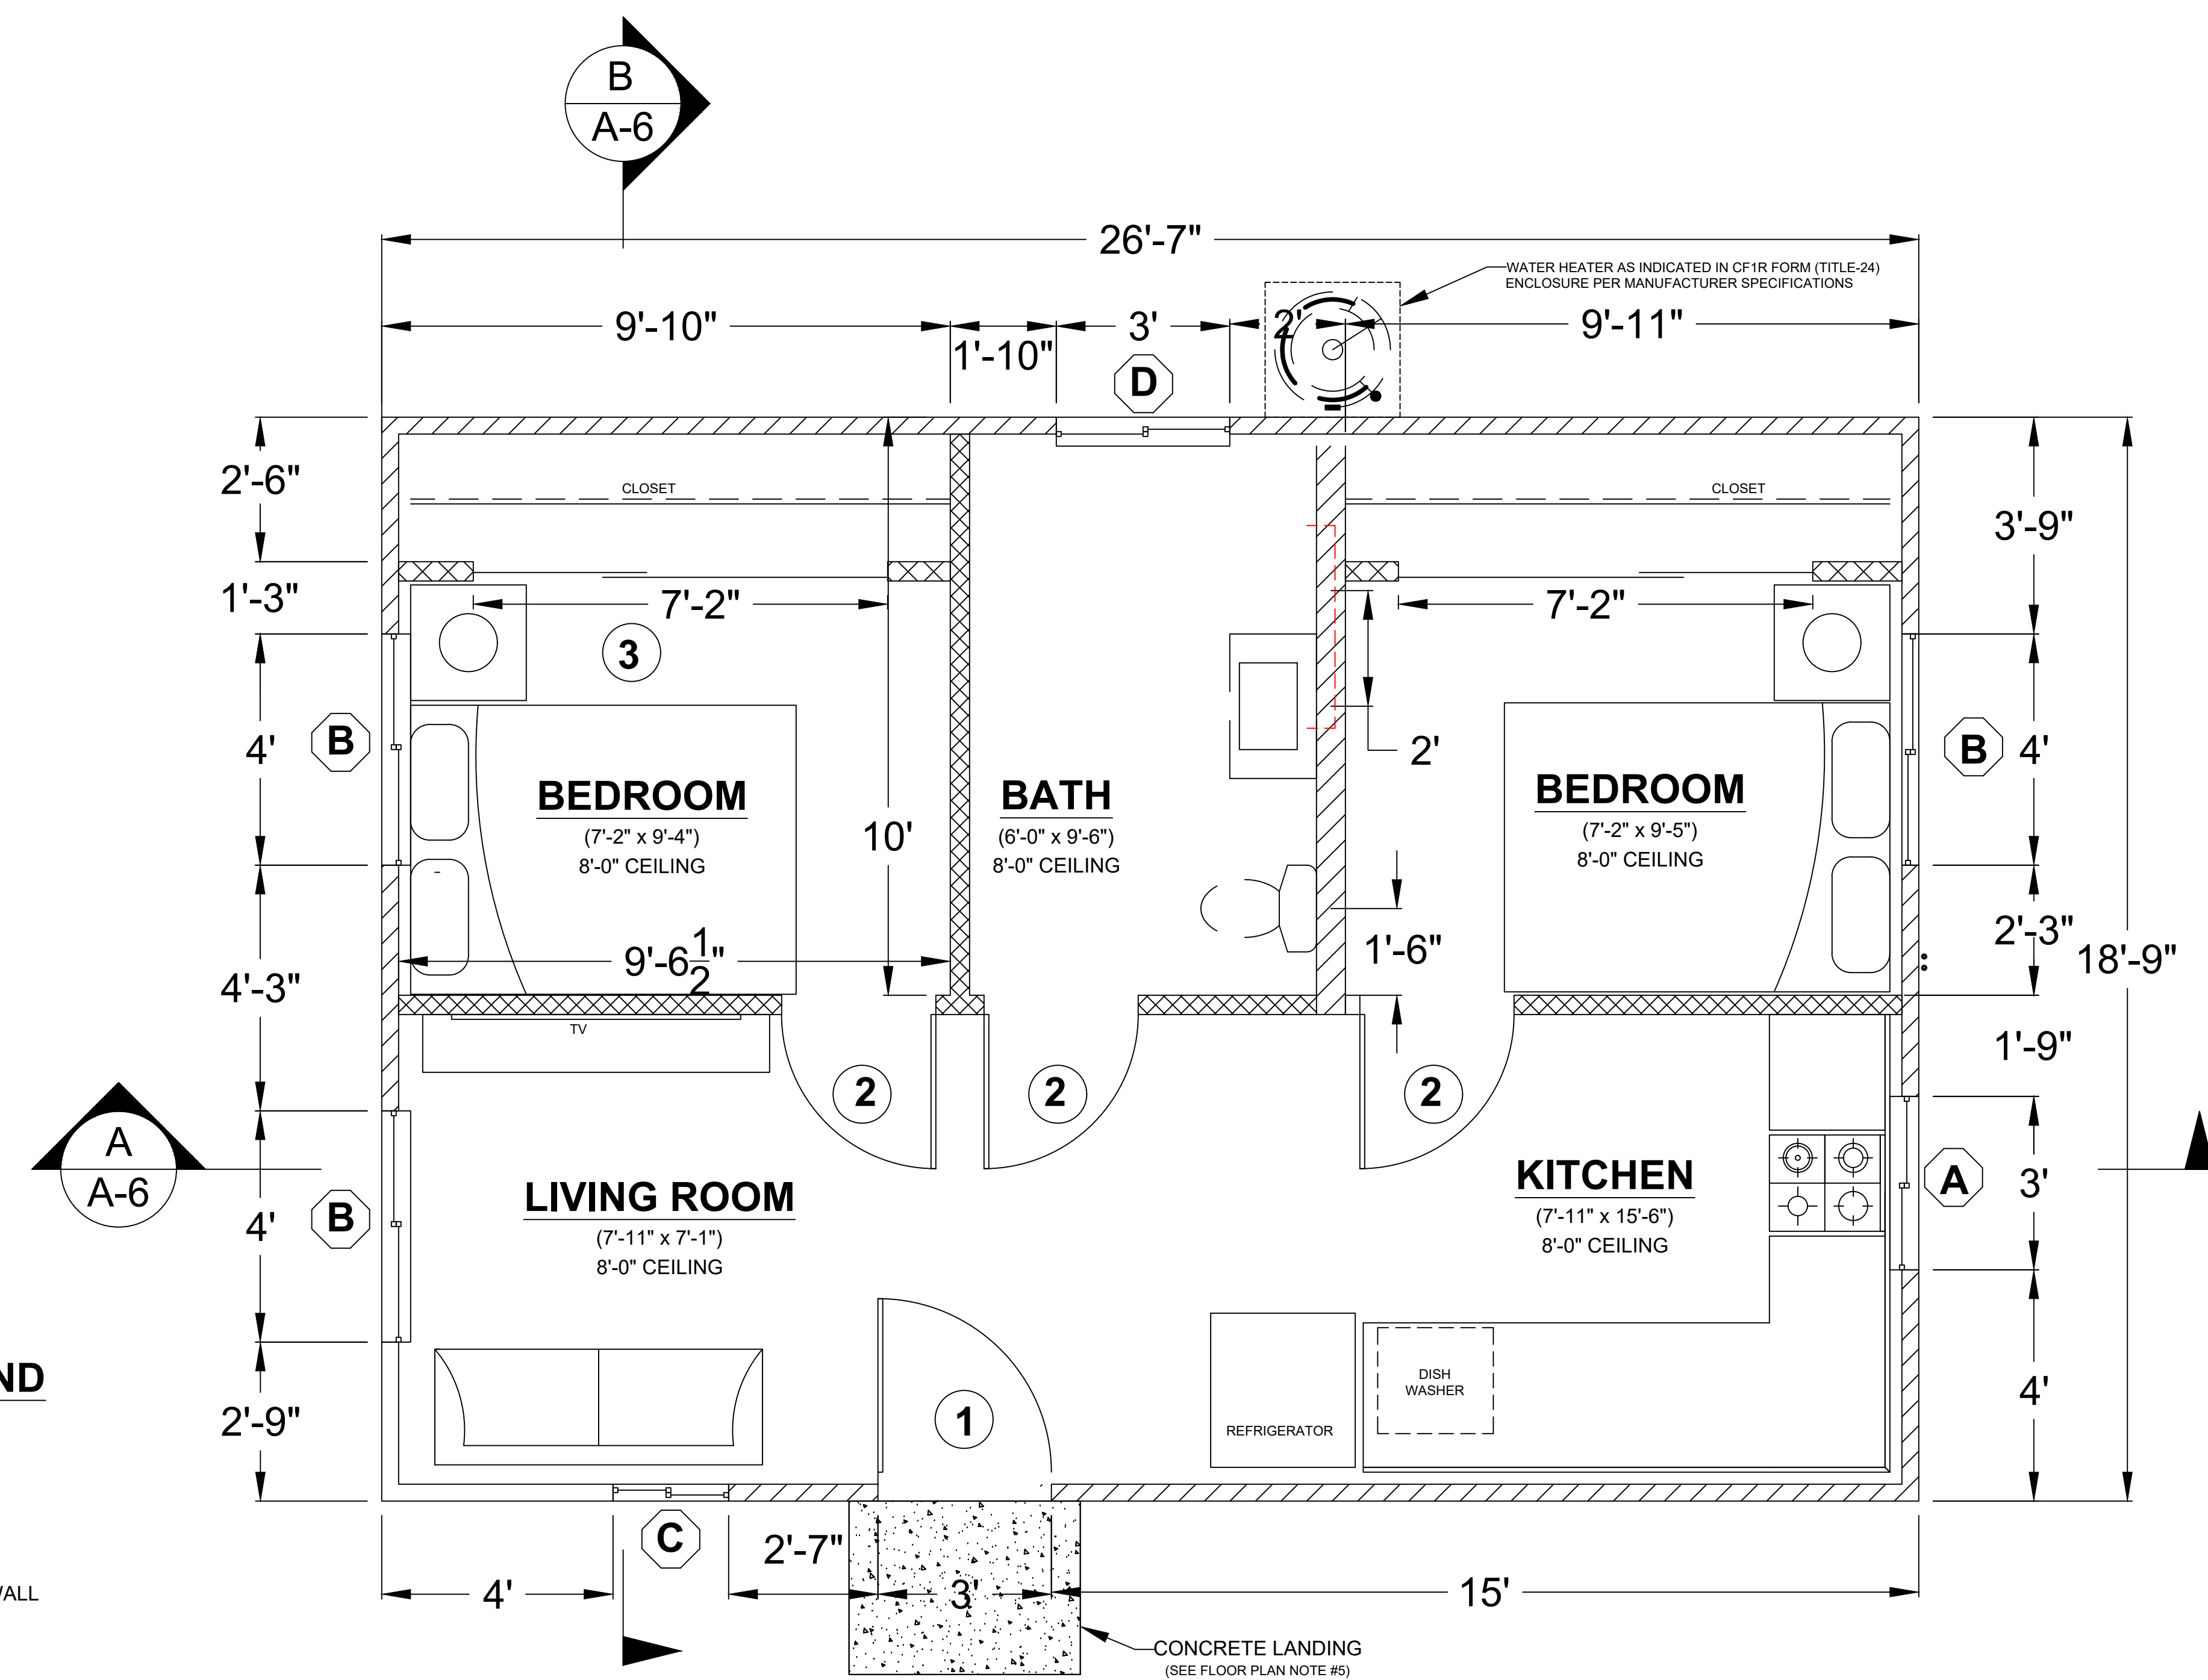 B
A-6
26'-7"
WATER HEATER AS INDICATED IN CF1R FORM (TITLE-24)
ENCLOSURE PER MANUFACTURER SPECIFICATIONS
9'-10"
1'-10"
3'
2'
9'-11"
D
2'-6"
CLOSET
CLOSET
3'-9"
1'-3"
7'-2"
7'-2"
3
4'
B
2'
B
4'
BEDROOM
(7'-2" x 9'-4")
8'-0" CEILING
10'
BATH
(6'-0" x 9'-6")
8'-0" CEILING
BEDROOM
(7'-2" x 9'-5")
8'-0" CEILING
9'-6 1/2"
1'-6"
2'-3"
18'-9"
4'-3"
TV
1'-9"
2
2
2
A
A-6
4'
B
LIVING ROOM
(7'-11" x 7'-1")
8'-0" CEILING
KITCHEN
(7'-11" x 15'-6")
8'-0" CEILING
A
3'
ND
2'-9"
1
REFRIGERATOR
DISH
WASHER
4'
C
2'-7"
WALL
4'
3'
15'
CONCRETE LANDING
(SEE FLOOR PLAN NOTE #5)